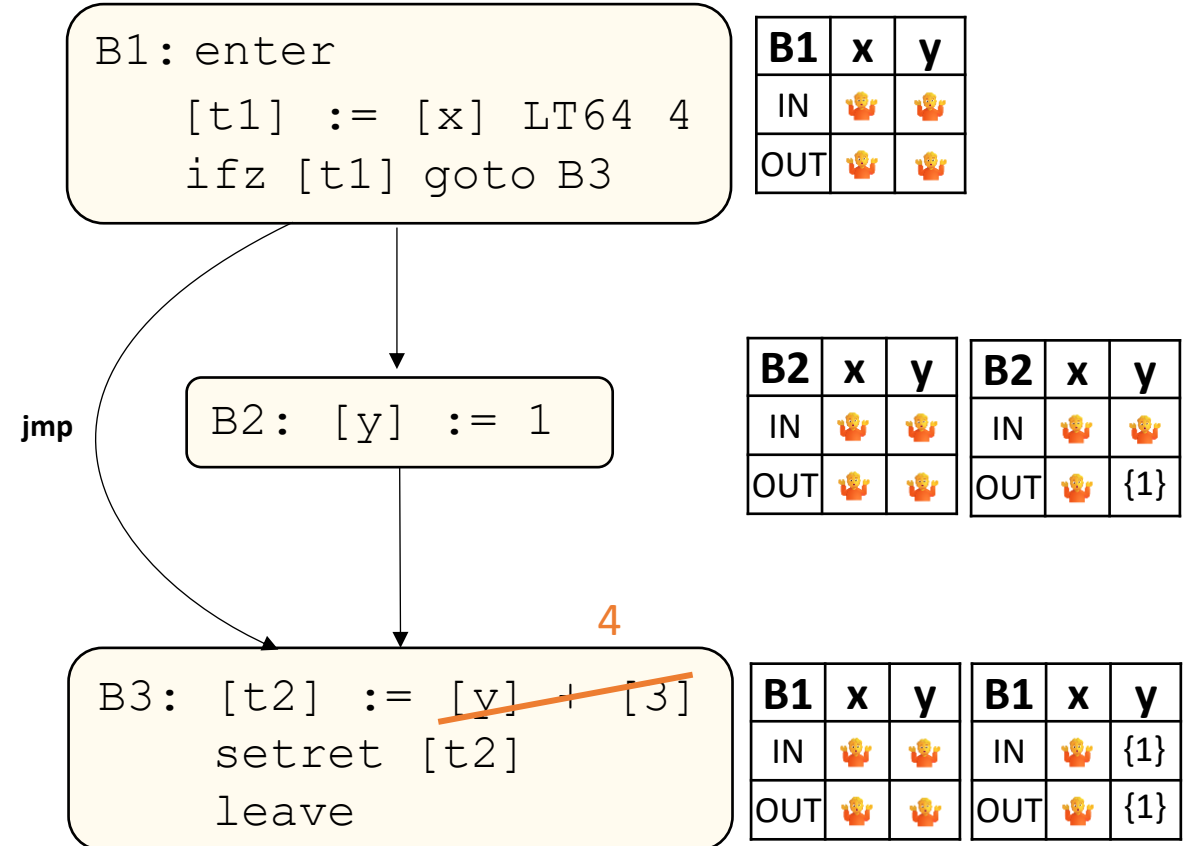 B1: enter
[t1] := [x] LT64 4
ifz [t1] goto B3
B1 x y
IN 🤷 🤷
OUT 🤷 🤷
jmp
B2: [y] := 1
B2 x y
IN 🤷 🤷
OUT 🤷 🤷
B2 x y
IN 🤷 🤷
OUT 🤷 {1}
4
B3: [t2] := [y] + [3]
setret [t2]
leave
B1 x y
IN 🤷 🤷
OUT 🤷 🤷
B1 x y
IN 🤷 {1}
OUT 🤷 {1}